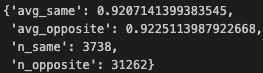 {'avg_same': 0.9207141399383545,
'avg_opposite': 0.9225113987922668,
'n_same': 3738,
'n_opposite': 31262}